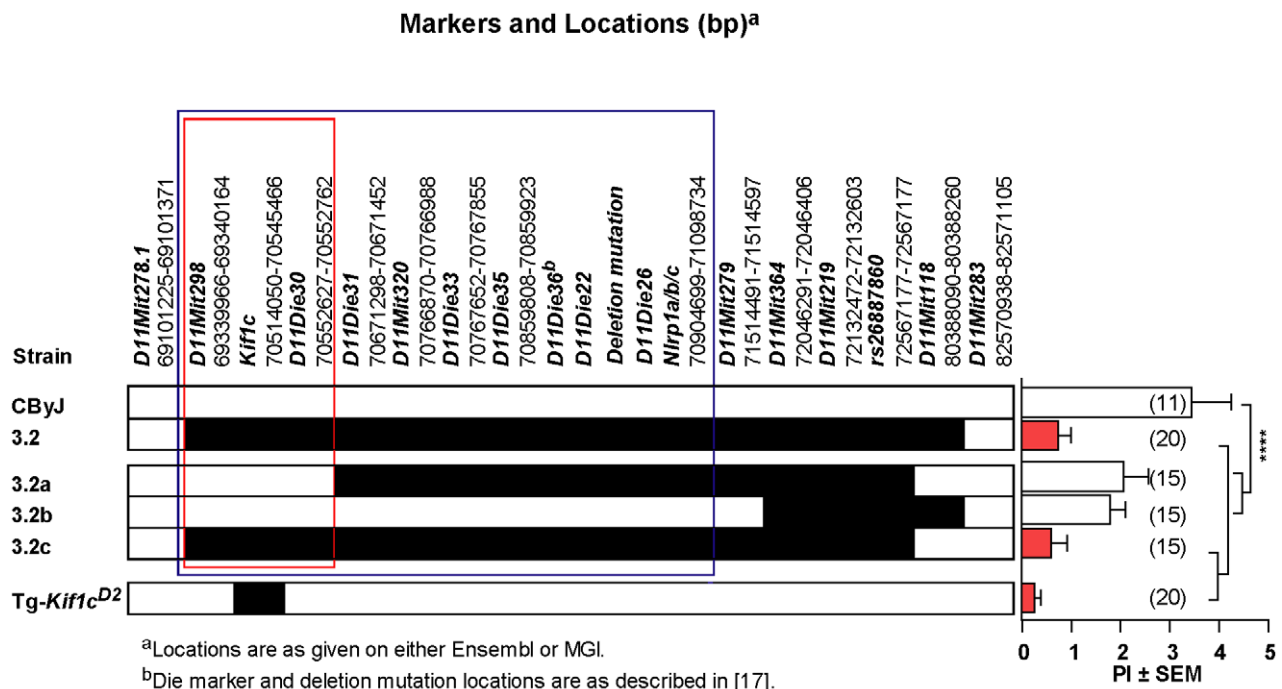 Markers and Locations (bp)a
D11Mit278.1
69101225-69101371
D11Mit298
69339966-69340164
Kif1c
70514050-70545466
D11Die30
70552627-70552762
D11Die31
70671298-70671452
D11Mit320
70766870-70766988
D11Die33
70767652-70767855
D11Die35
70859808-70859923
D11Die36b
D11Die22
Deletion mutation
D11Die26
Nlrp1a/b/c
70904699-71098734
D11Mit279
71514491-71514597
D11Mit364
72046291-72046406
D11Mit219
72132472-72132603
rs26887860
72567177-72567177
D11Mit118
80388090-80388260
D11Mit283
82570938-82571105
Strain
CByJ
(11)
3.2
(20)
3.2a
(15)
3.2b
(15)
3.2c
(15)
Tg-Kif1cD2
(20)
****
0 1 2 3 4 5
PI ± SEM
aLocations are as given on either Ensembl or MGI.
bDie marker and deletion mutation locations are as described in [17].